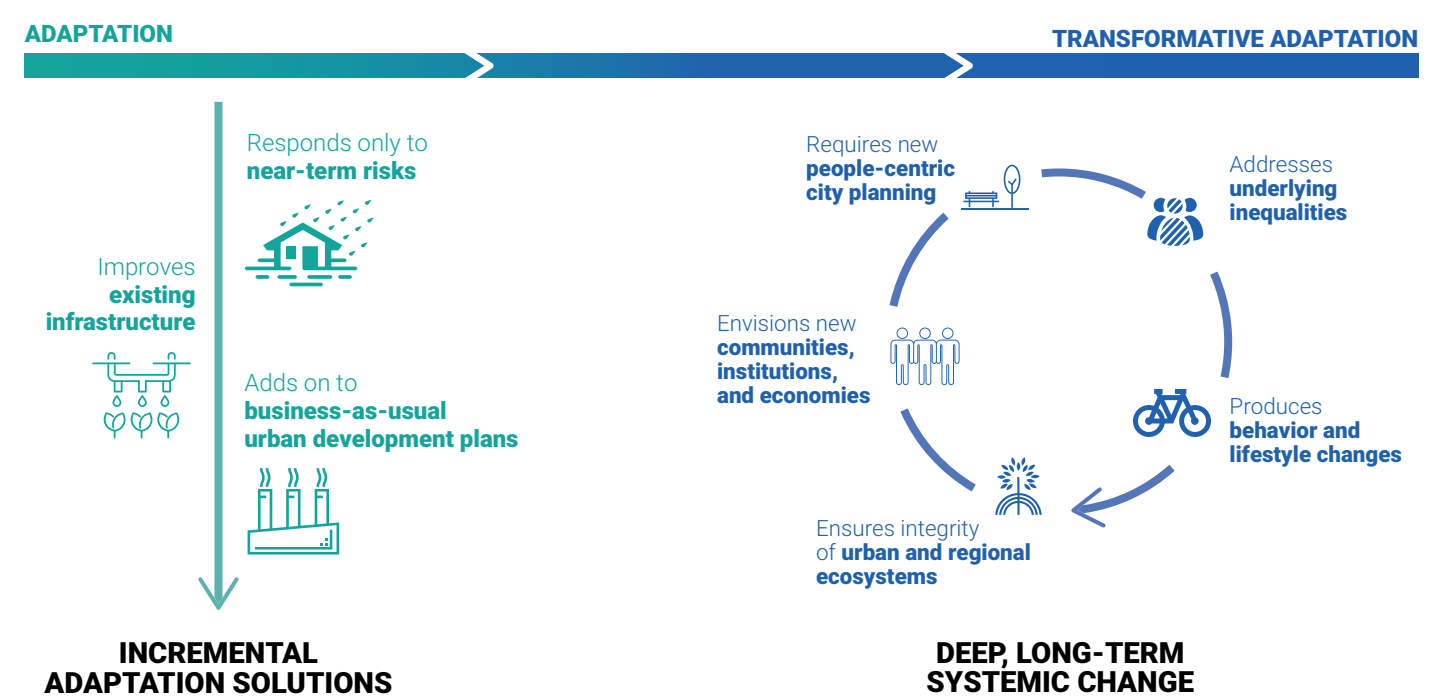 ADAPTATION
TRANSFORMATIVE ADAPTATION
Responds only to
near-term risks
Improves
existing
infrastructure
Adds on to
business-as-usual
urban development plans
INCREMENTAL
ADAPTATION SOLUTIONS
Requires new
people-centric
city planning
Addresses
underlying
inequalities
Envisions new
communities,
institutions,
and economies
Produces
behavior and
lifestyle changes
Ensures integrity
of urban and regional
ecosystems
DEEP, LONG-TERM
SYSTEMIC CHANGE